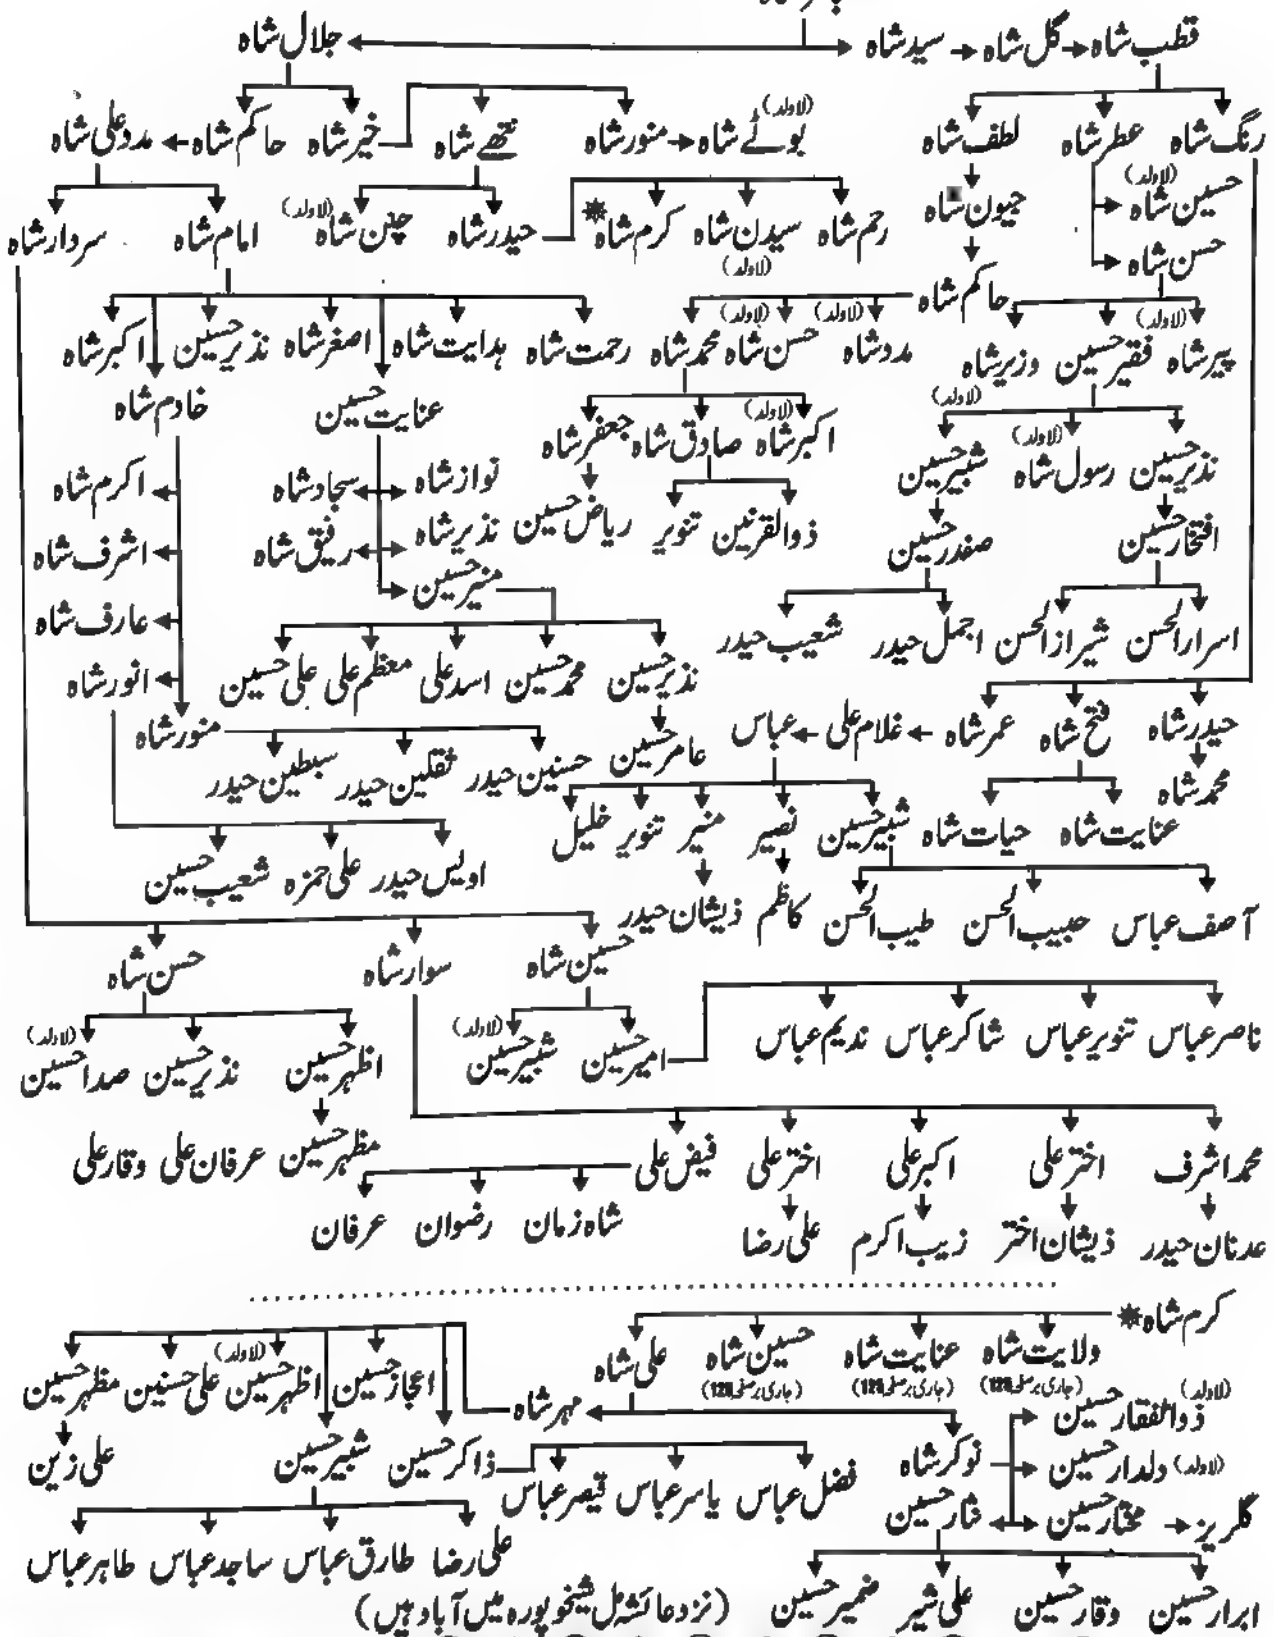 قطب شاہ گل شاہ سید شاہ جلال شاہ
رنگ شاہ عطر شاہ لطف شاہ بوٹے شاہ (لاولد) منور شاہ نتھے شاہ خیر شاہ حاکم شاہ مدد علی شاہ
حسین شاہ (لاولد) جیون شاہ رحم شاہ سیدن شاہ (لاولد) کرم شاہ* حیدر شاہ چنن شاہ (لاولد) امام شاہ سردار شاہ
حسن شاہ حاکم شاہ
پیر شاہ (لاولد) فقیر حسین وزیر شاہ مدد شاہ (لاولد) حسن شاہ (لاولد) محمد شاہ رحمت شاہ ہدایت شاہ اصغر شاہ نذیر حسین اکبر شاہ
عنایت حسین خادم شاہ
نذیر حسین رسول شاہ (لاولد) شبیر حسین (لاولد) اکبر شاہ (لاولد) صادق شاہ جعفر شاہ
نواز شاہ سجاد شاہ اکرم شاہ
افتخار حسین صفدر حسین ذوالقرنین تنویر ریاض حسین نذیر شاہ رفیق شاہ اشرف شاہ
منیر حسین عارف شاہ
اسرار الحسن شیراز الحسن اجمل حیدر شعیب حیدر نذیر حسین محمد حسین اسد علی معظم علی علی حسین انور شاہ
حیدر شاہ فتح شاہ عمر شاہ غلام علی عباس عامر حسین منور شاہ
محمد شاہ حسنین حیدر ثقلین حیدر سبطین حیدر
عنایت شاہ حیات شاہ شبیر حسین نصیر منیر تنویر خلیل
اویس حیدر علی حمزہ شعیب حسین
آصف عباس حبیب الحسن طیب الحسن کاظم ذیشان حیدر
حسین شاہ سوار شاہ حسن شاہ
ناصر عباس تنویر عباس شاکر عباس ندیم عباس امیر حسین شبیر حسین (لاولد) اظہر حسین نذیر حسین صدا حسین (لاولد)
محمد اشرف اختر علی اکبر علی اختر علی فیض علی مظہر حسین عرفان علی وقار علی
عدنان حیدر ذیشان اختر زیب اکرم علی رضا شاہ زمان رضوان عرفان
کرم شاہ*
ولایت شاہ عنایت شاہ حسین شاہ علی شاہ اعجاز حسین اظہر حسین (لاولد) علی حسنین مظہر حسین
(جاری بر صفحہ 128) (جاری بر صفحہ 128) (جاری بر صفحہ 128)
ذوالفقار حسین (لاولد) مہر شاہ
دلدار حسین (لاولد) نوکر شاہ ذاکر حسین شبیر حسین علی زین
گلریز مختار حسین نثار حسین فضل عباس یاسر عباس قیصر عباس
علی رضا طارق عباس ساجد عباس طاہر عباس
ابرار حسین وقار حسین علی شیر ضمیر حسین (نزد عائشہ مل شیخوپورہ میں آباد ہیں)